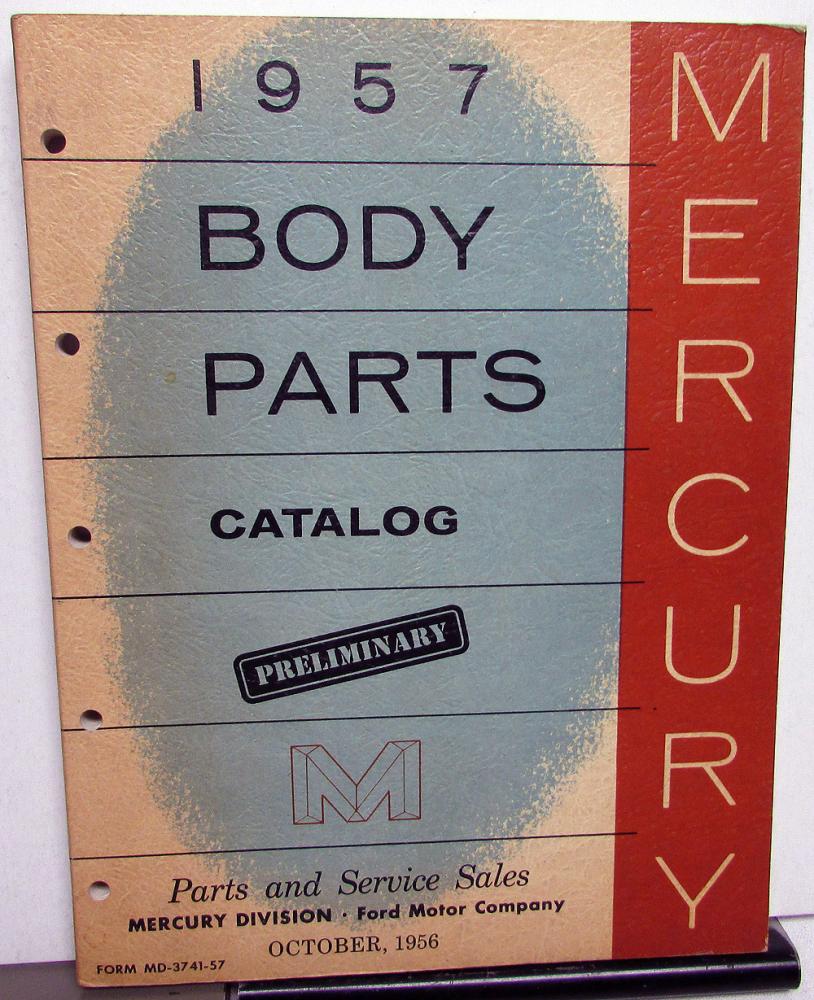 1957
BODY
PARTS
CATALOG
PRELIMINARY
M
Parts and Service Sales
MERCURY DIVISION · Ford Motor Company
OCTOBER, 1956
FORM MD-3741-57
MERCURY